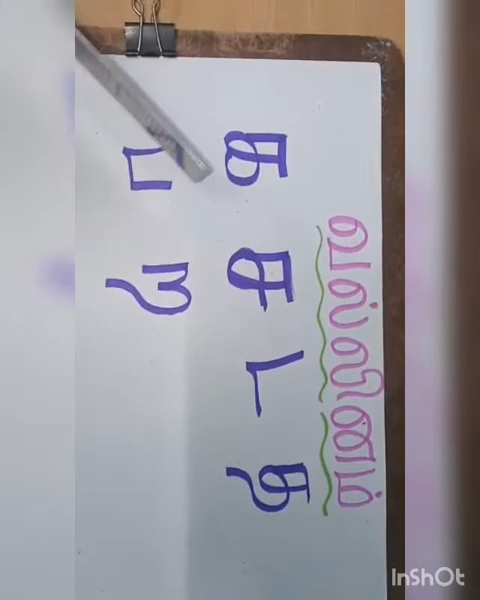 வல்லினம்
க ச ட த
ப ற
InShOt